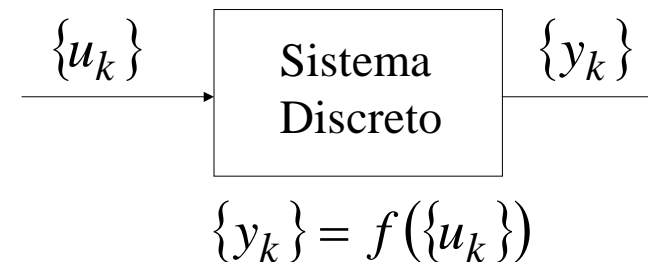 {u_k}
Sistema
Discreto
{y_k}
{y_k} = f({u_k})